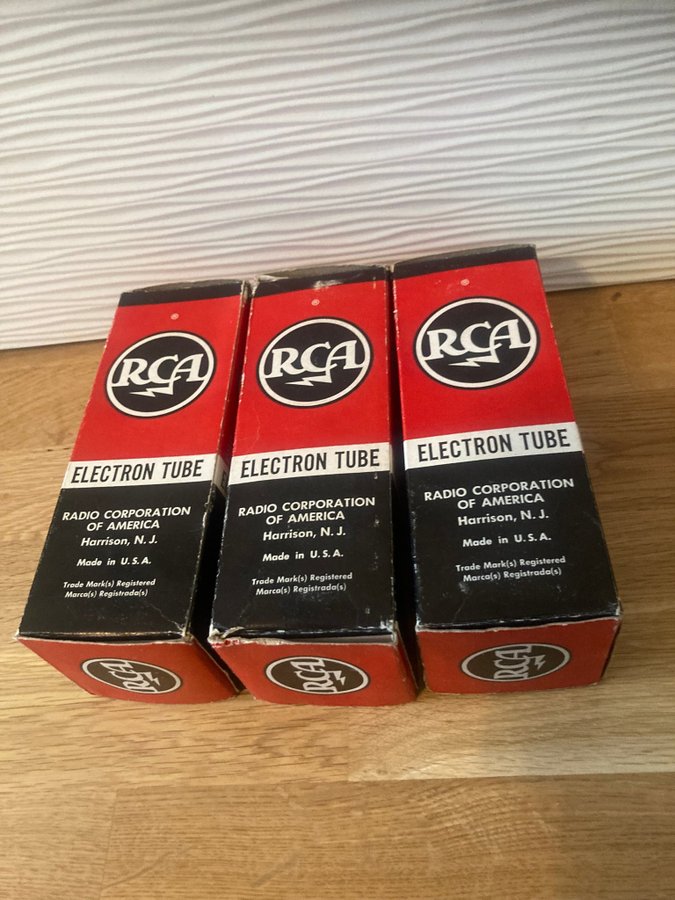 ®
RCA
ELECTRON TUBE
RADIO CORPORATION
OF AMERICA
Harrison, N. J.
Made in U.S.A.
Trade Mark(s) Registered
Marca(s) Registrada(s)
RCA
®
RCA
ELECTRON TUBE
RADIO CORPORATION
OF AMERICA
Harrison, N. J.
Made in U.S.A.
Trade Mark(s) Registered
Marca(s) Registrada(s)
RCA
®
RCA
ELECTRON TUBE
RADIO CORPORATION
OF AMERICA
Harrison, N. J.
Made in U.S.A.
Trade Mark(s) Registered
Marca(s) Registrada(s)
RCA